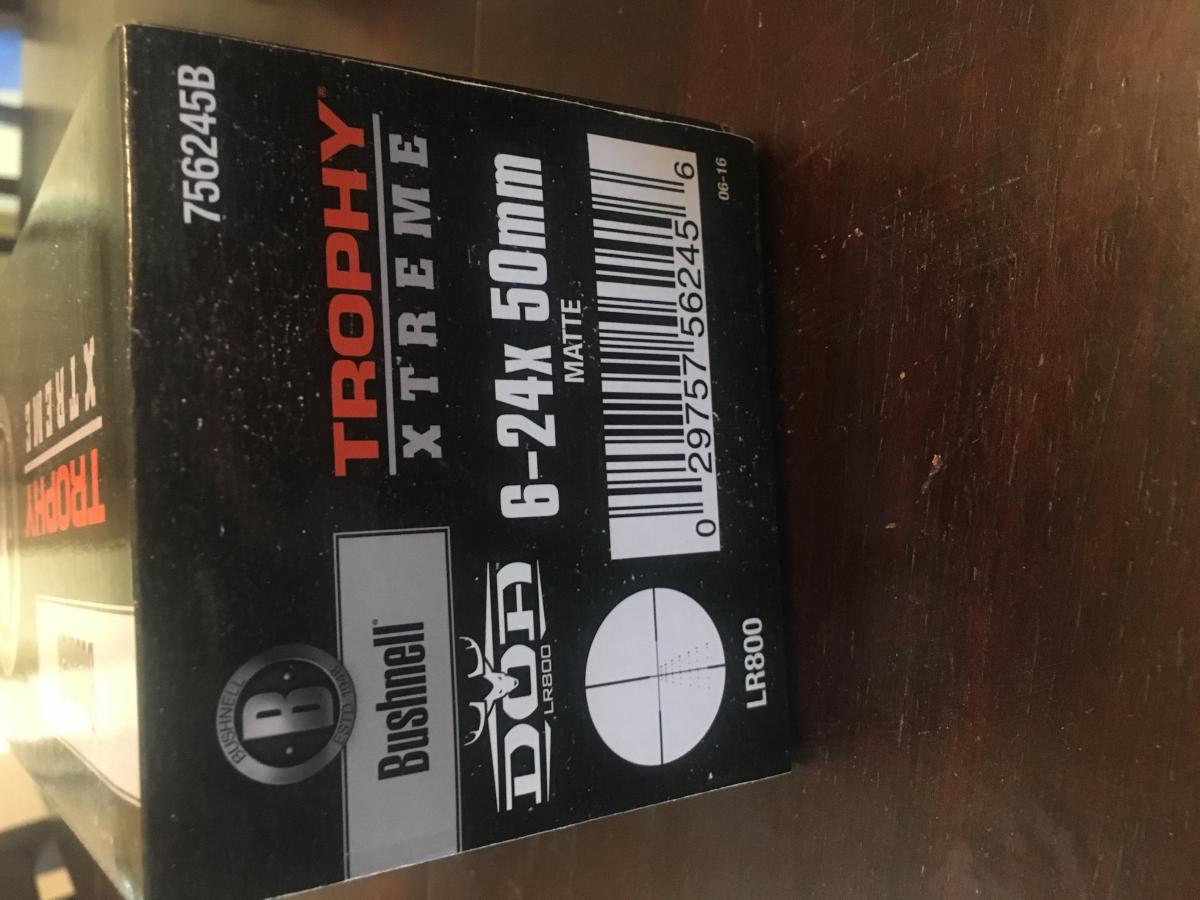 756245B
TROPHY®
XTREME
BUSHNELL
B
ESTD 1948
Bushnell®
DOA
LR800
6-24x 50mm
MATTE
0 29757 56245 6
06-16
LR800
TROPHY
XTREME